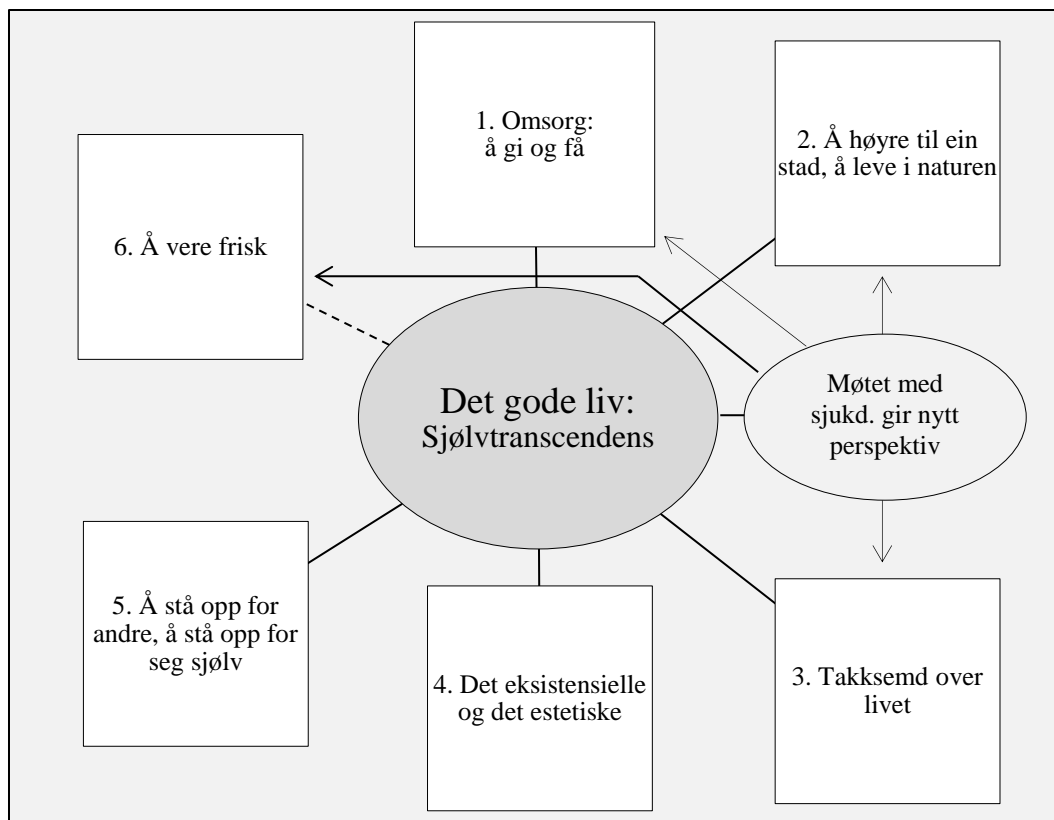 1. Omsorg:
å gi og få
2. Å høyre til ein
stad, å leve i naturen
6. Å vere frisk
Det gode liv:
Sjølvtranscendens
Møtet med
sjukd. gir nytt
perspektiv
5. Å stå opp for
andre, å stå opp for
seg sjølv
4. Det eksistensielle
og det estetiske
3. Takksemd over
livet